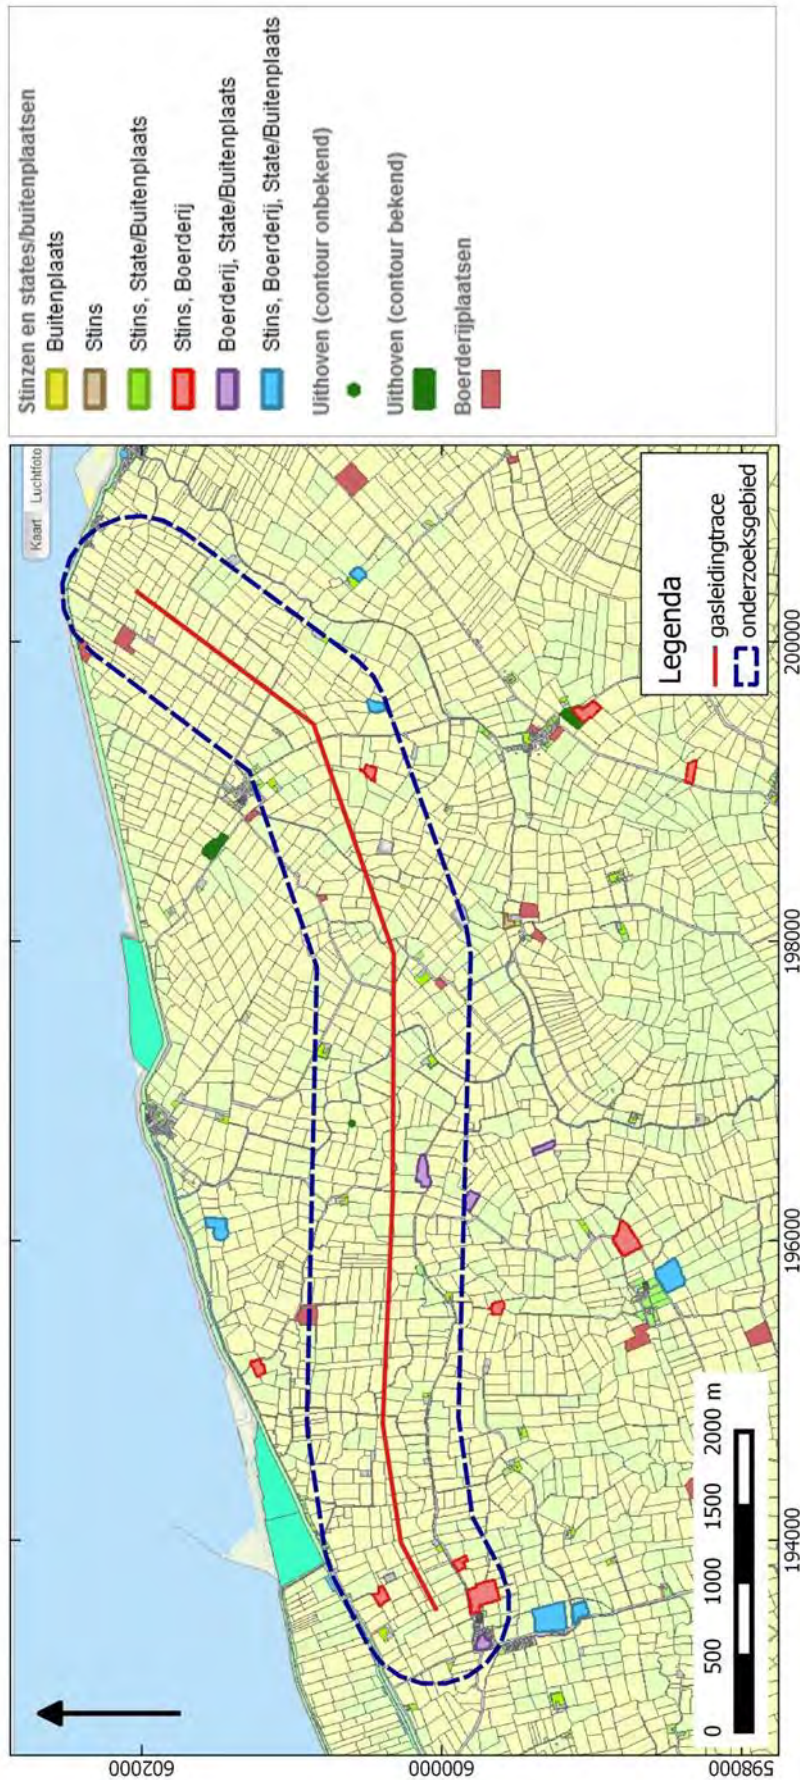 Stinzen en states/buitenplaatsen
Buitenplaats
Stins
Stins, State/Buitenplaats
Stins, Boerderij
Boerderij, State/Buitenplaats
Stins, Boerderij, State/Buitenplaats
Uithoven (contour onbekend)
Uithoven (contour bekend)
Boerderijplaatsen
Kaart Luchtfoto
Legenda
gasleidingtrace
onderzoeksgebied
0 500 1000 1500 2000 m
194000 196000 198000 200000
602000
600000
598000